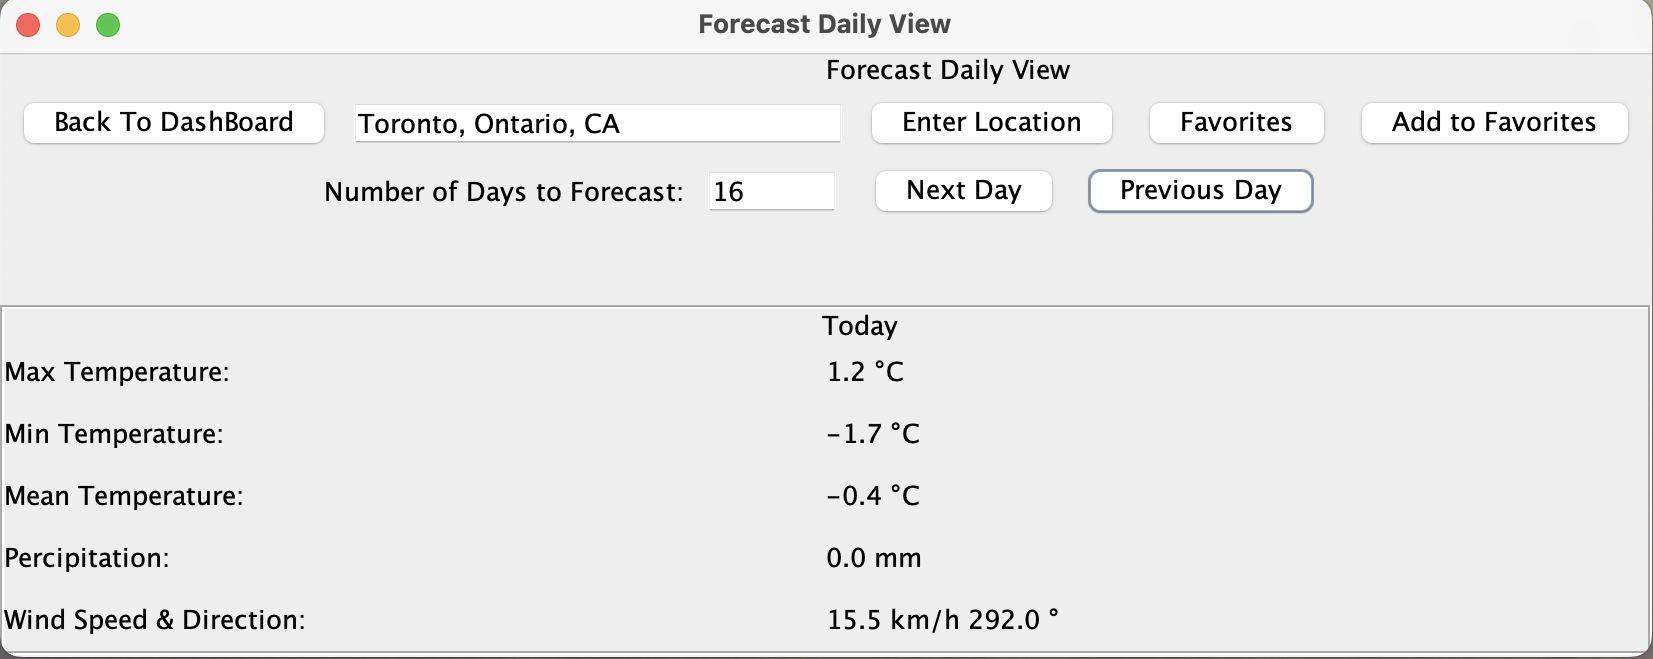 Forecast Daily View
Forecast Daily View
Back To DashBoard Toronto, Ontario, CA Enter Location Favorites Add to Favorites
Number of Days to Forecast: 16 Next Day Previous Day
Today
Max Temperature: 1.2 °C
Min Temperature: −1.7 °C
Mean Temperature: −0.4 °C
Percipitation: 0.0 mm
Wind Speed & Direction: 15.5 km/h 292.0 °